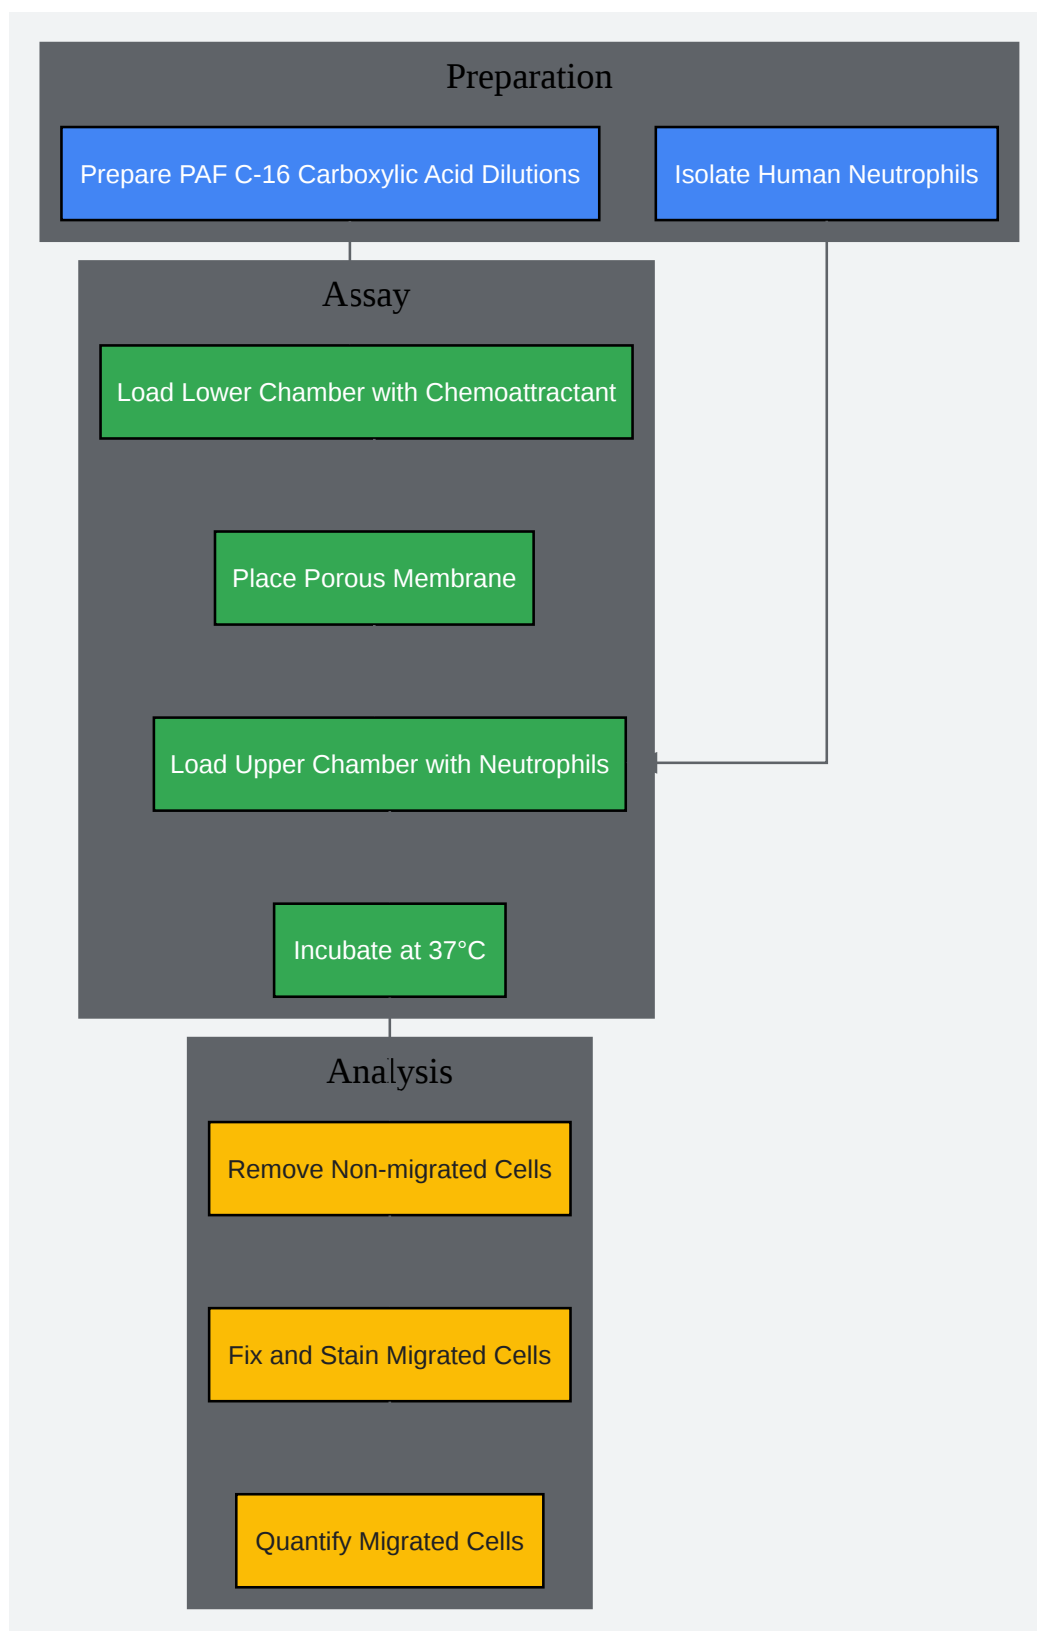 Preparation
Prepare PAF C-16 Carboxylic Acid Dilutions
Isolate Human Neutrophils
Assay
Load Lower Chamber with Chemoattractant
Place Porous Membrane
Load Upper Chamber with Neutrophils
Incubate at 37°C
Analysis
Remove Non-migrated Cells
Fix and Stain Migrated Cells
Quantify Migrated Cells